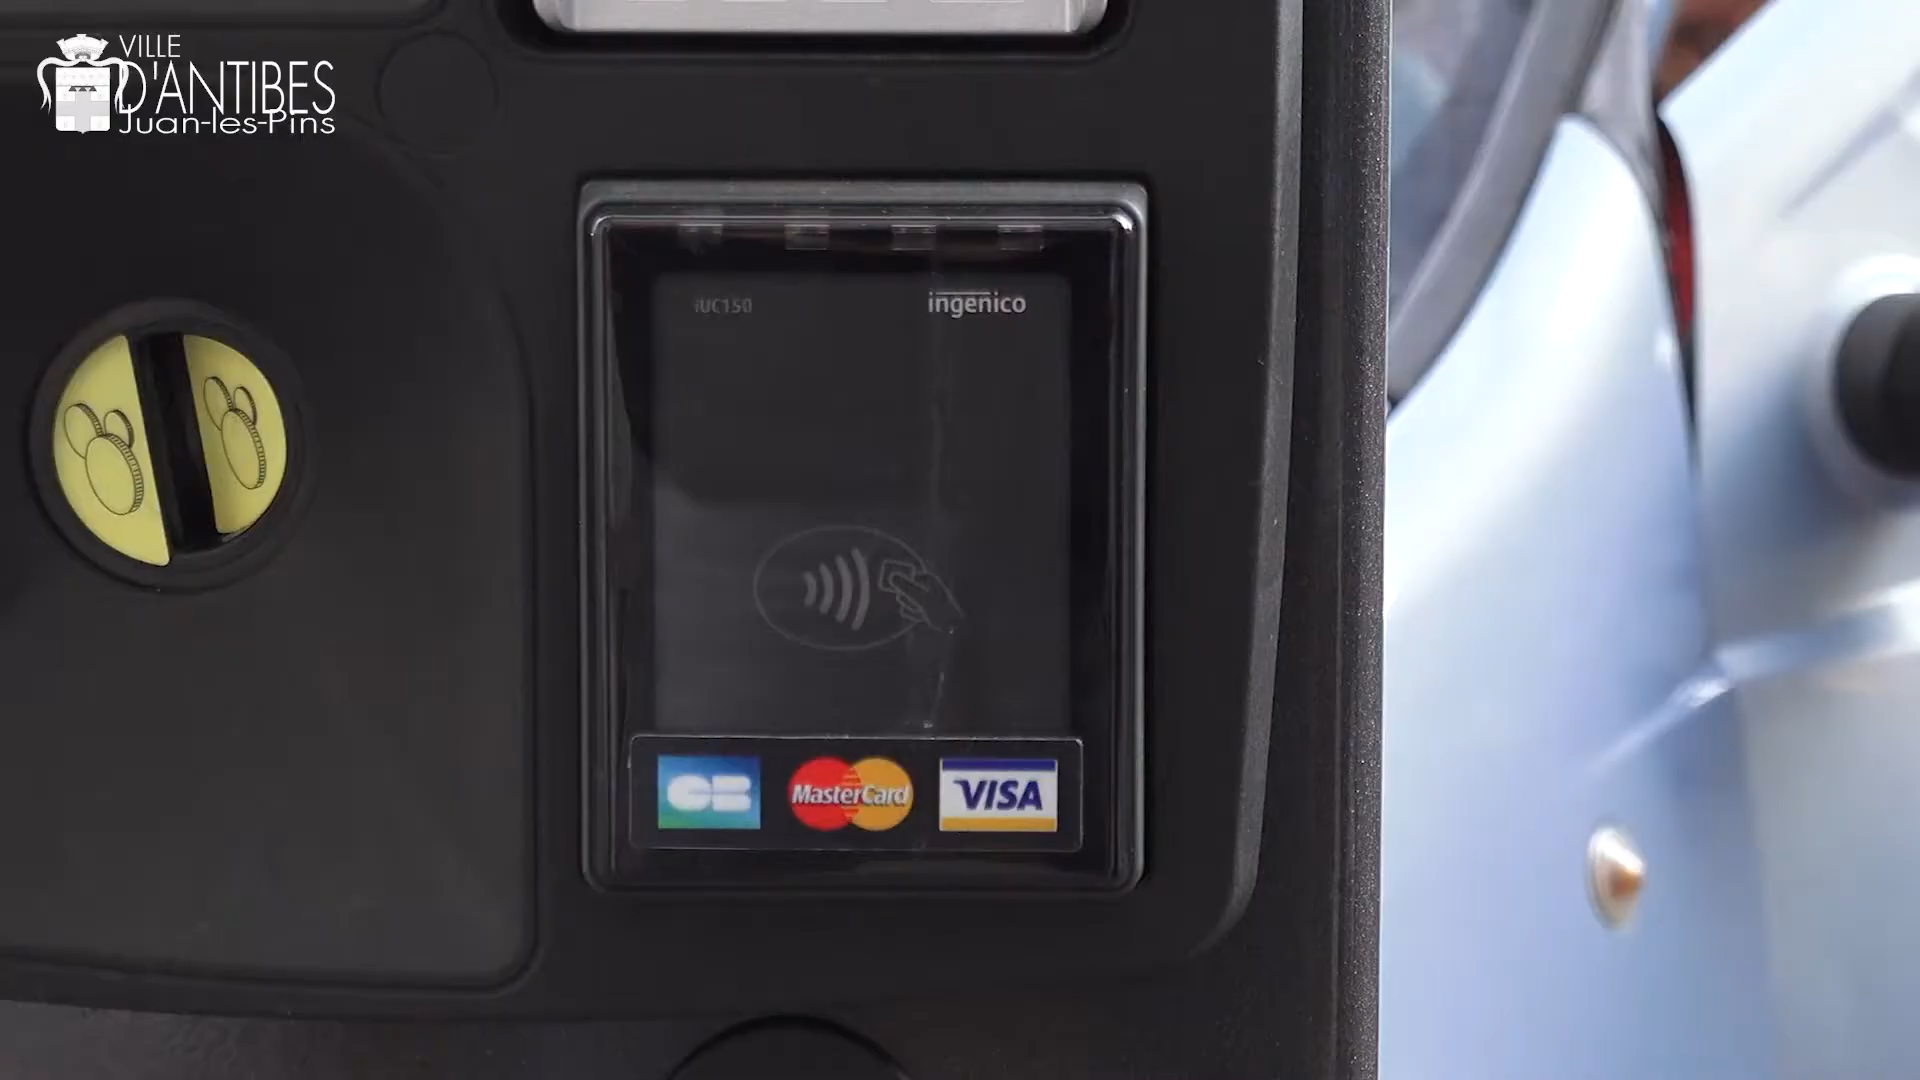 VILLE
D'ANTIBES
Juan-les-Pins
iUC150
ingenico
CB
MasterCard
VISA